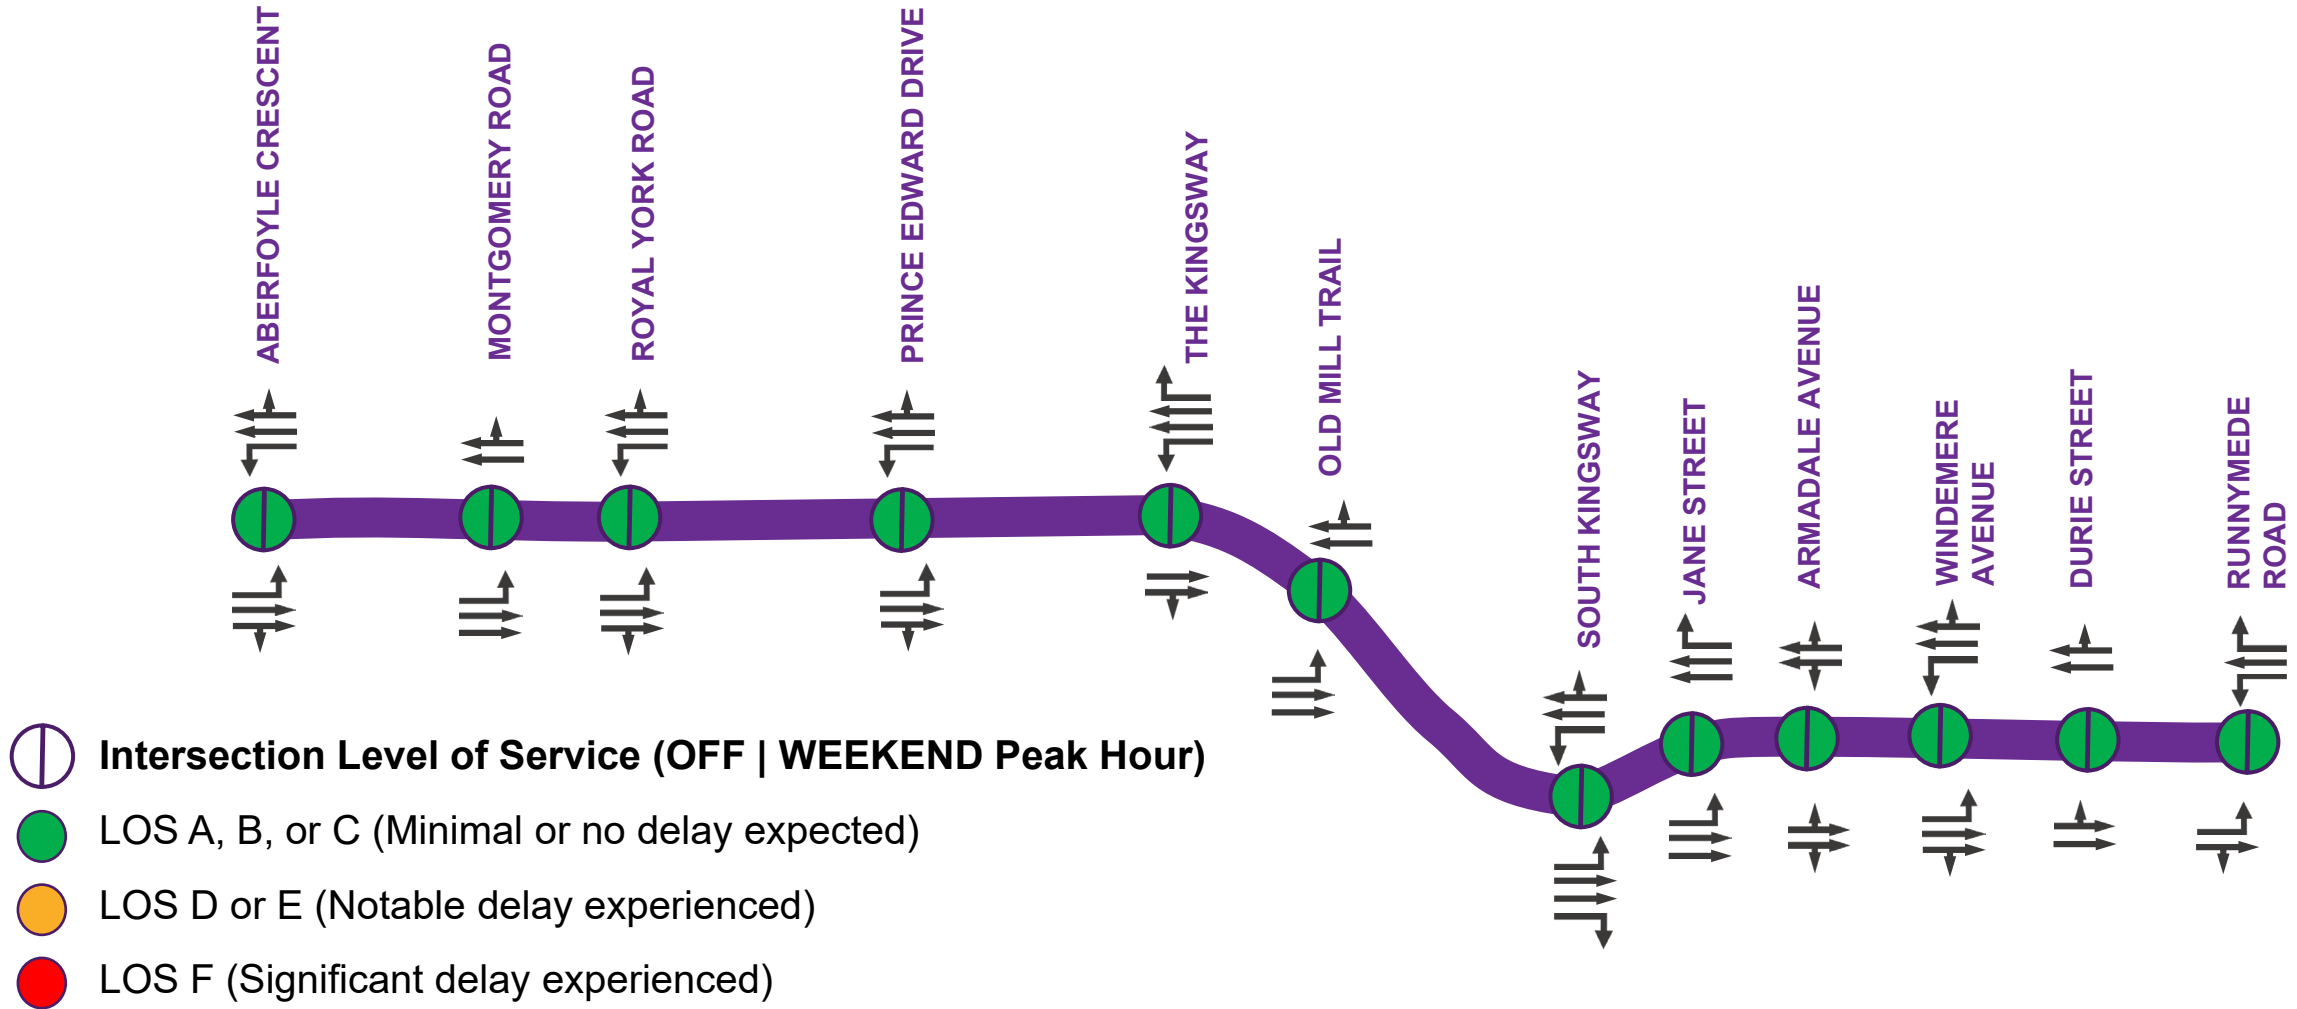 ABERFOYLE CRESCENT
MONTGOMERY ROAD
ROYAL YORK ROAD
PRINCE EDWARD DRIVE
THE KINGSWAY
OLD MILL TRAIL
SOUTH KINGSWAY
JANE STREET
ARMADALE AVENUE
WINDEMERE
AVENUE
DURIE STREET
RUNNYMEDE
ROAD
Intersection Level of Service (OFF | WEEKEND Peak Hour)
LOS A, B, or C (Minimal or no delay expected)
LOS D or E (Notable delay experienced)
LOS F (Significant delay experienced)